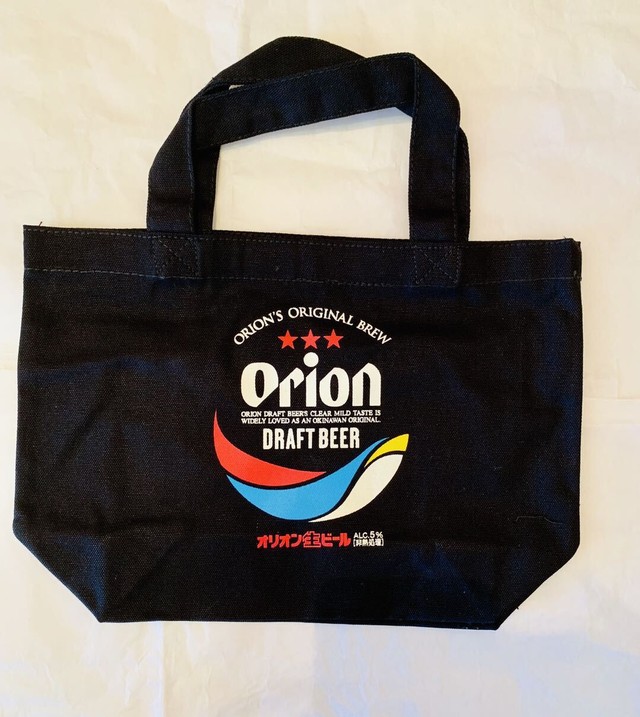 ORION'S ORIGINAL BREW
Orion
ORION DRAFT BEER'S CLEAR MILD TASTE IS
WIDELY LOVED AS AN OKINAWAN ORIGINAL.
DRAFT BEER
オリオン生ビール ALC.5%
[非熱処理]